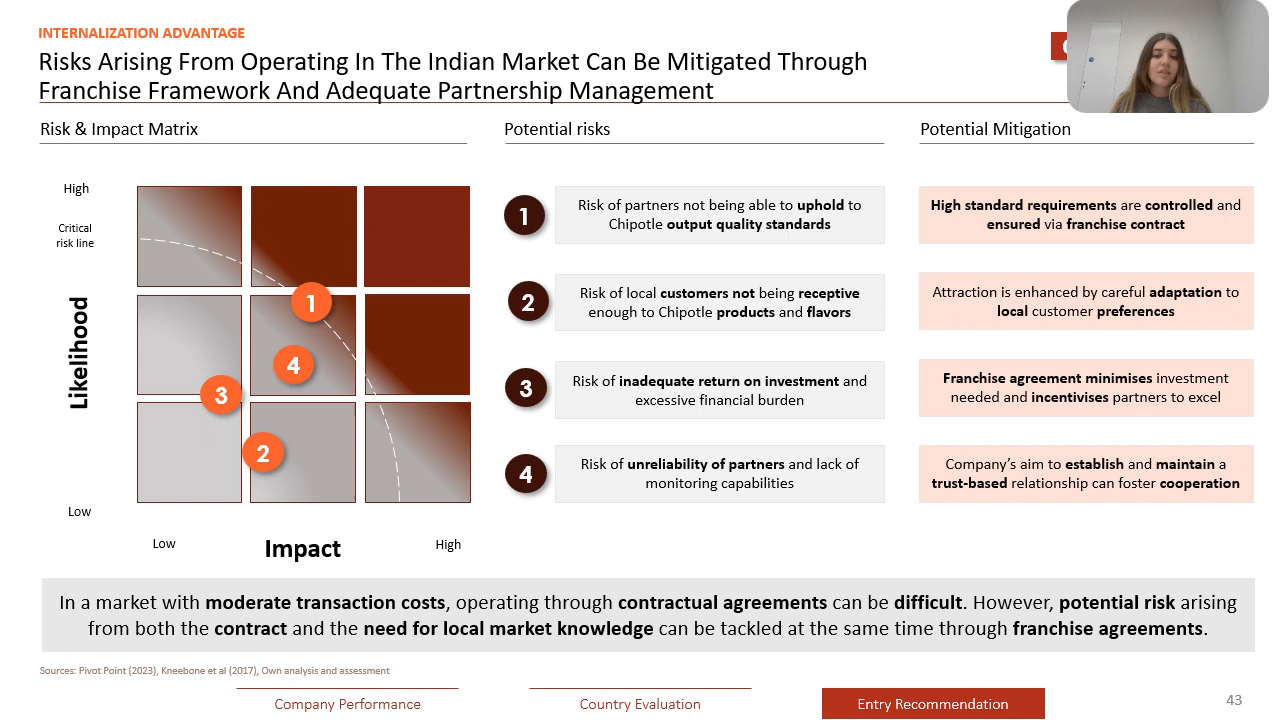 INTERNALIZATION ADVANTAGE
Risks Arising From Operating In The Indian Market Can Be Mitigated Through
Franchise Framework And Adequate Partnership Management
Risk & Impact Matrix
High
Critical
risk line
Likelihood
Low
1
4
3
2
Low
Impact
High
Potential risks
1
Risk of partners not being able to uphold to
Chipotle output quality standards
2
Risk of local customers not being receptive
enough to Chipotle products and flavors
3
Risk of inadequate return on investment and
excessive financial burden
4
Risk of unreliability of partners and lack of
monitoring capabilities
Potential Mitigation
High standard requirements are controlled and
ensured via franchise contract
Attraction is enhanced by careful adaptation to
local customer preferences
Franchise agreement minimises investment
needed and incentivises partners to excel
Company's aim to establish and maintain a
trust-based relationship can foster cooperation
In a market with moderate transaction costs, operating through contractual agreements can be difficult. However, potential risk arising
from both the contract and the need for local market knowledge can be tackled at the same time through franchise agreements.
Sources: Pivot Point (2023), Kneebone et al (2017), Own analysis and assessment
Company Performance
Country Evaluation
Entry Recommendation
43